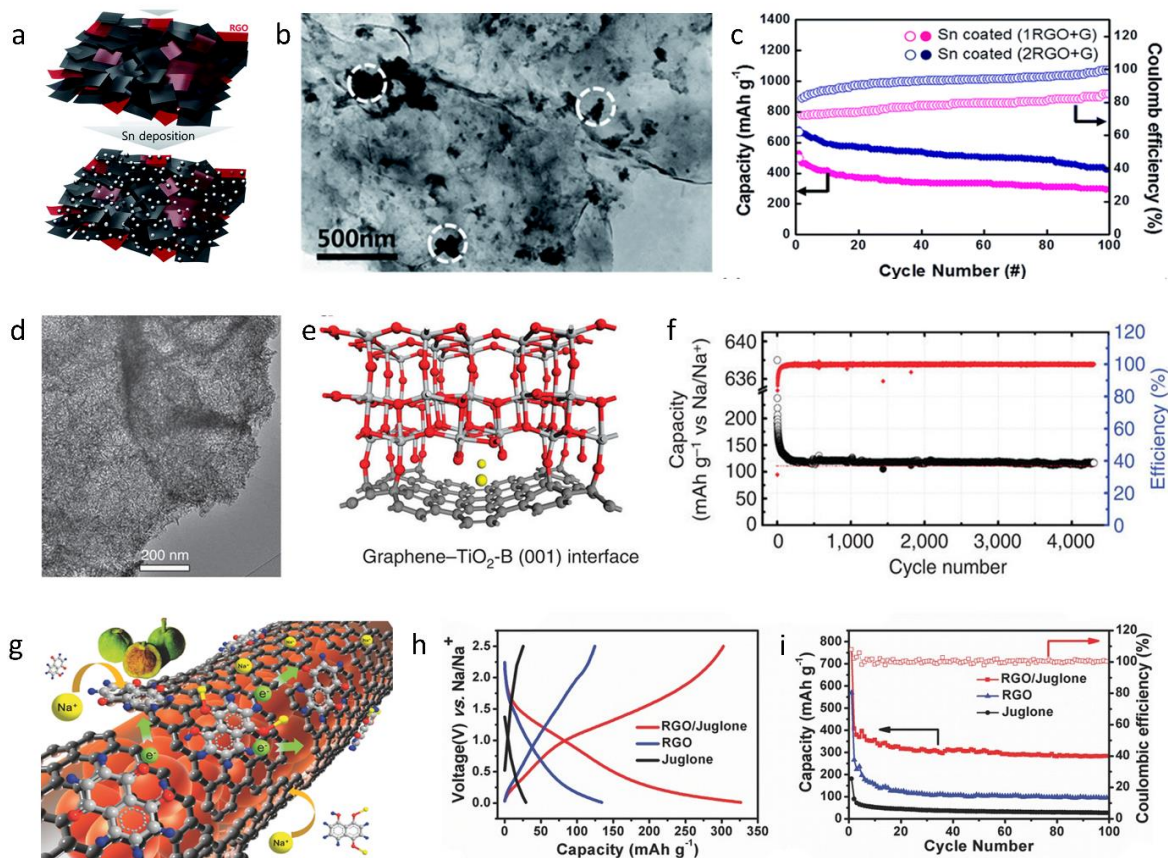 a
RGO
Sn deposition
b
500nm
c
Capacity (mAh g⁻¹)
1400
1200
1000
800
600
400
200
0
Sn coated (1RGO+G)
Sn coated (2RGO+G)
120
100
80
60
40
20
0
Coulomb efficiency (%)
0 20 40 60 80 100
Cycle Number (#)
d
200 nm
e
Graphene–TiO₂-B (001) interface
f
Capacity
(mAh g⁻¹ vs Na/Na⁺)
640
636
200
150
100
50
0
120
100
80
60
40
20
0
Efficiency (%)
0 1,000 2,000 3,000 4,000
Cycle number
g
Na⁺
Na⁺
e⁻
e⁻
e⁻
Na⁺
Na⁺
h
Voltage(V) vs. Na/Na⁺
2.5
2.0
1.5
1.0
0.5
0.0
RGO/Juglone
RGO
Juglone
0 50 100 150 200 250 300 350
Capacity (mAh g⁻¹)
i
Capacity (mAh g⁻¹)
800
700
600
500
400
300
200
100
0
RGO/Juglone
RGO
Juglone
120
100
80
60
40
20
0
Coulombic efficiency (%)
0 20 40 60 80 100
Cycle Number